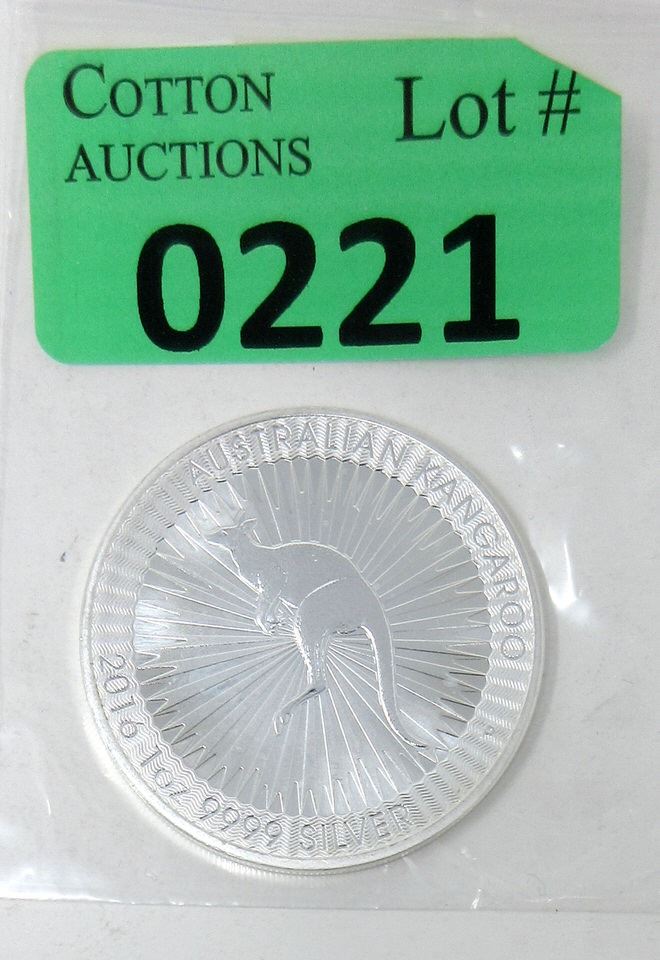 COTTON
AUCTIONS
Lot #
0221
AUSTRALIAN KANGAROO
2016 1oz 9999 SILVER
P